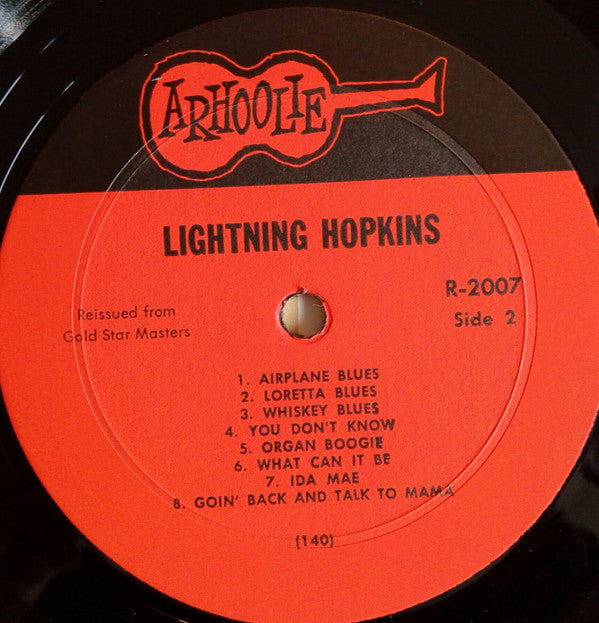 ARHOOLIE
LIGHTNING HOPKINS
R-2007
Reissued from
Side 2
Gold Star Masters
1. AIRPLANE BLUES
2. LORETTA BLUES
3. WHISKEY BLUES
4. YOU DON'T KNOW
5. ORGAN BOOGIE
6. WHAT CAN IT BE
7. IDA MAE
8. GOIN' BACK AND TALK TO MAMA
(140)